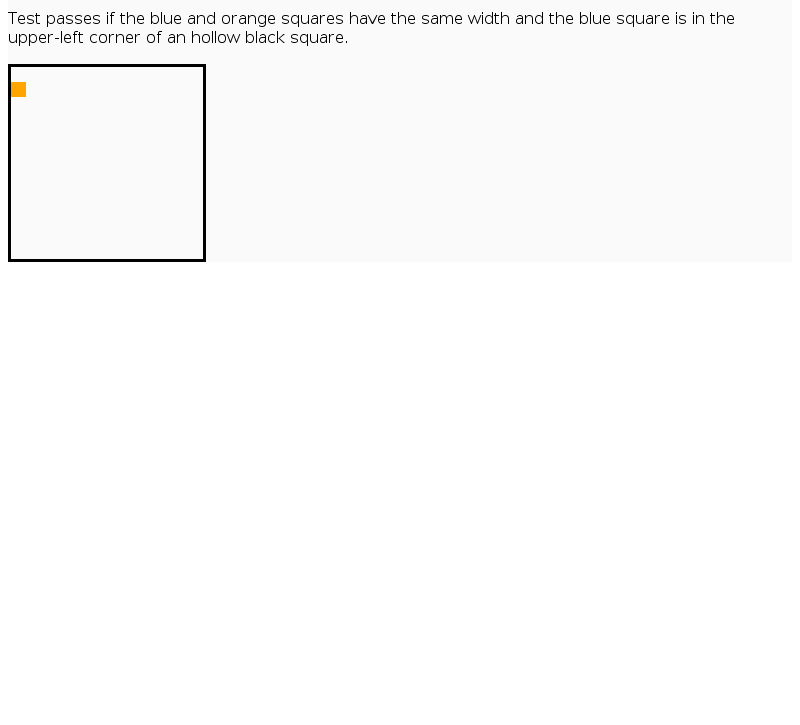 Test passes if the blue and orange squares have the same width and the blue square is in the
upper-left corner of an hollow black square.